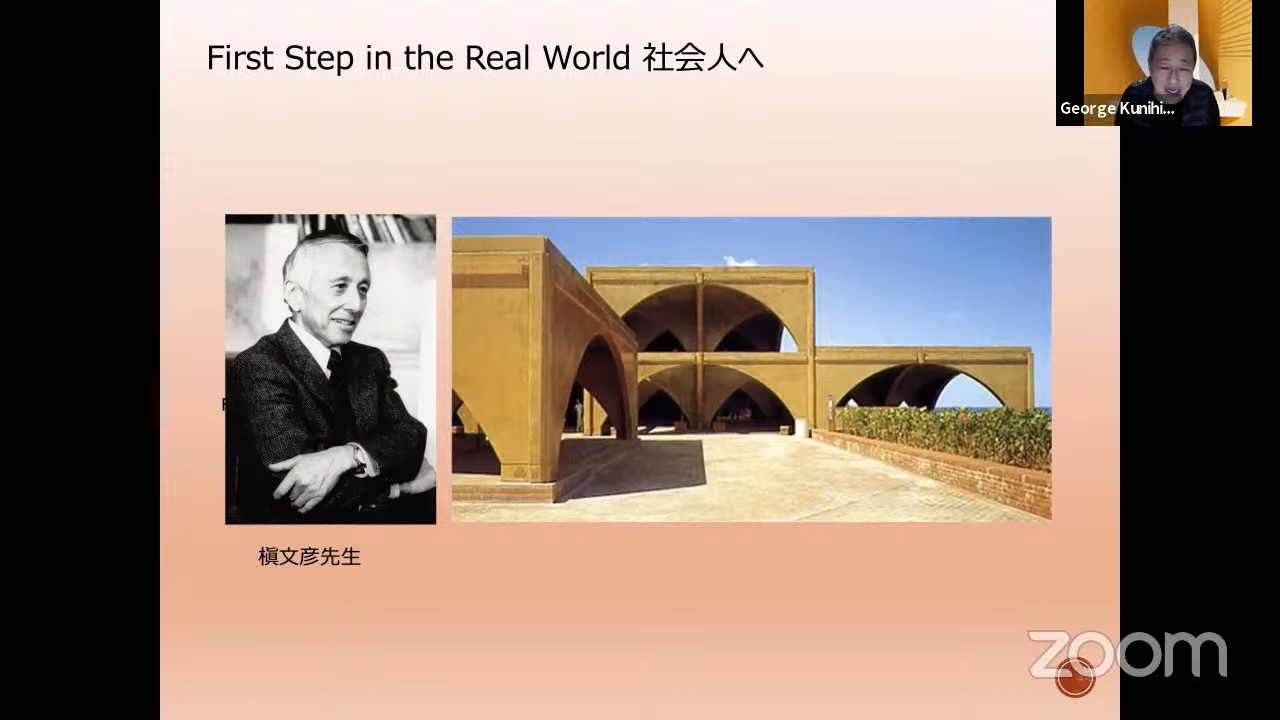 First Step in the Real World 社会人へ
George Kunihi...
槇文彦先生
zoom